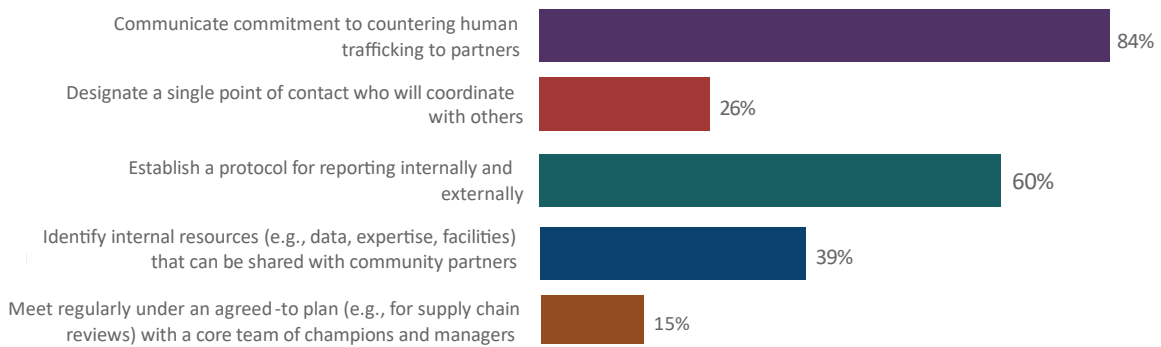 Communicate commitment to countering human
trafficking to partners
84%
Designate a single point of contact who will coordinate
with others
26%
Establish a protocol for reporting internally and
externally
60%
Identify internal resources (e.g., data, expertise, facilities)
that can be shared with community partners
39%
Meet regularly under an agreed-to plan (e.g., for supply chain
reviews) with a core team of champions and managers
15%